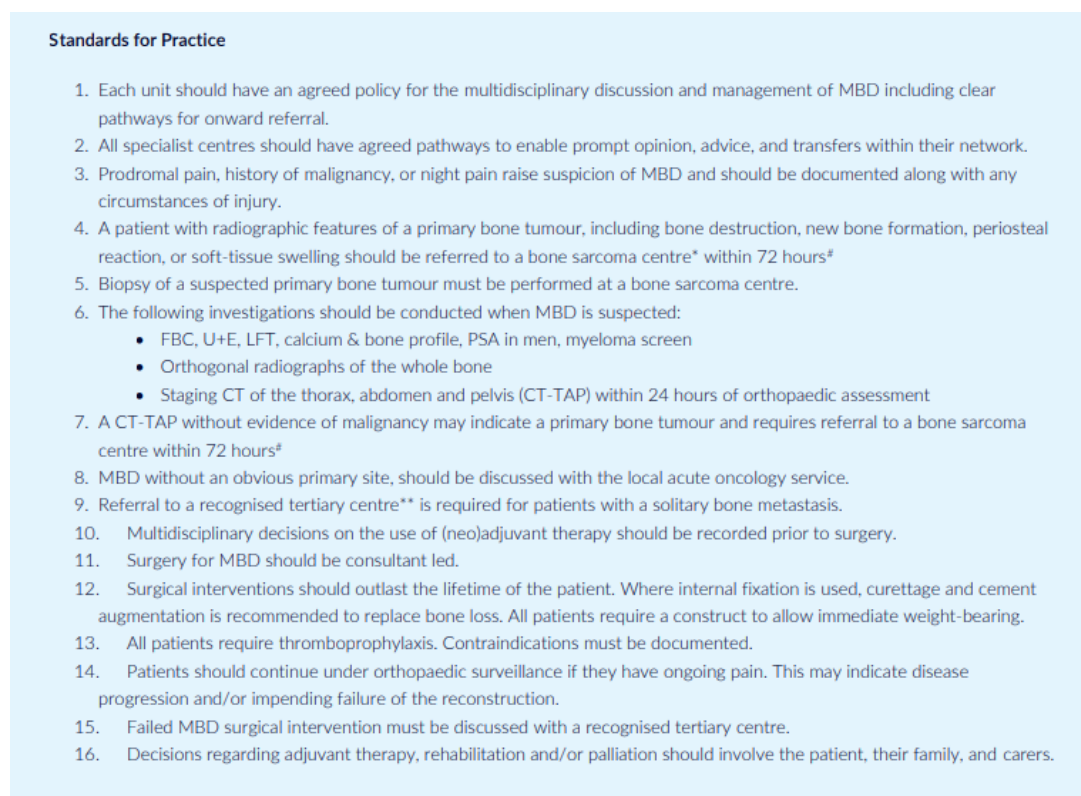 Standards for Practice
1. Each unit should have an agreed policy for the multidisciplinary discussion and management of MBD including clear
pathways for onward referral.
2. All specialist centres should have agreed pathways to enable prompt opinion, advice, and transfers within their network.
3. Prodromal pain, history of malignancy, or night pain raise suspicion of MBD and should be documented along with any
circumstances of injury.
4. A patient with radiographic features of a primary bone tumour, including bone destruction, new bone formation, periosteal
reaction, or soft-tissue swelling should be referred to a bone sarcoma centre* within 72 hours#
5. Biopsy of a suspected primary bone tumour must be performed at a bone sarcoma centre.
6. The following investigations should be conducted when MBD is suspected:
• FBC, U+E, LFT, calcium & bone profile, PSA in men, myeloma screen
• Orthogonal radiographs of the whole bone
• Staging CT of the thorax, abdomen and pelvis (CT-TAP) within 24 hours of orthopaedic assessment
7. A CT-TAP without evidence of malignancy may indicate a primary bone tumour and requires referral to a bone sarcoma
centre within 72 hours#
8. MBD without an obvious primary site, should be discussed with the local acute oncology service.
9. Referral to a recognised tertiary centre** is required for patients with a solitary bone metastasis.
10. Multidisciplinary decisions on the use of (neo)adjuvant therapy should be recorded prior to surgery.
11. Surgery for MBD should be consultant led.
12. Surgical interventions should outlast the lifetime of the patient. Where internal fixation is used, curettage and cement
augmentation is recommended to replace bone loss. All patients require a construct to allow immediate weight-bearing.
13. All patients require thromboprophylaxis. Contraindications must be documented.
14. Patients should continue under orthopaedic surveillance if they have ongoing pain. This may indicate disease
progression and/or impending failure of the reconstruction.
15. Failed MBD surgical intervention must be discussed with a recognised tertiary centre.
16. Decisions regarding adjuvant therapy, rehabilitation and/or palliation should involve the patient, their family, and carers.